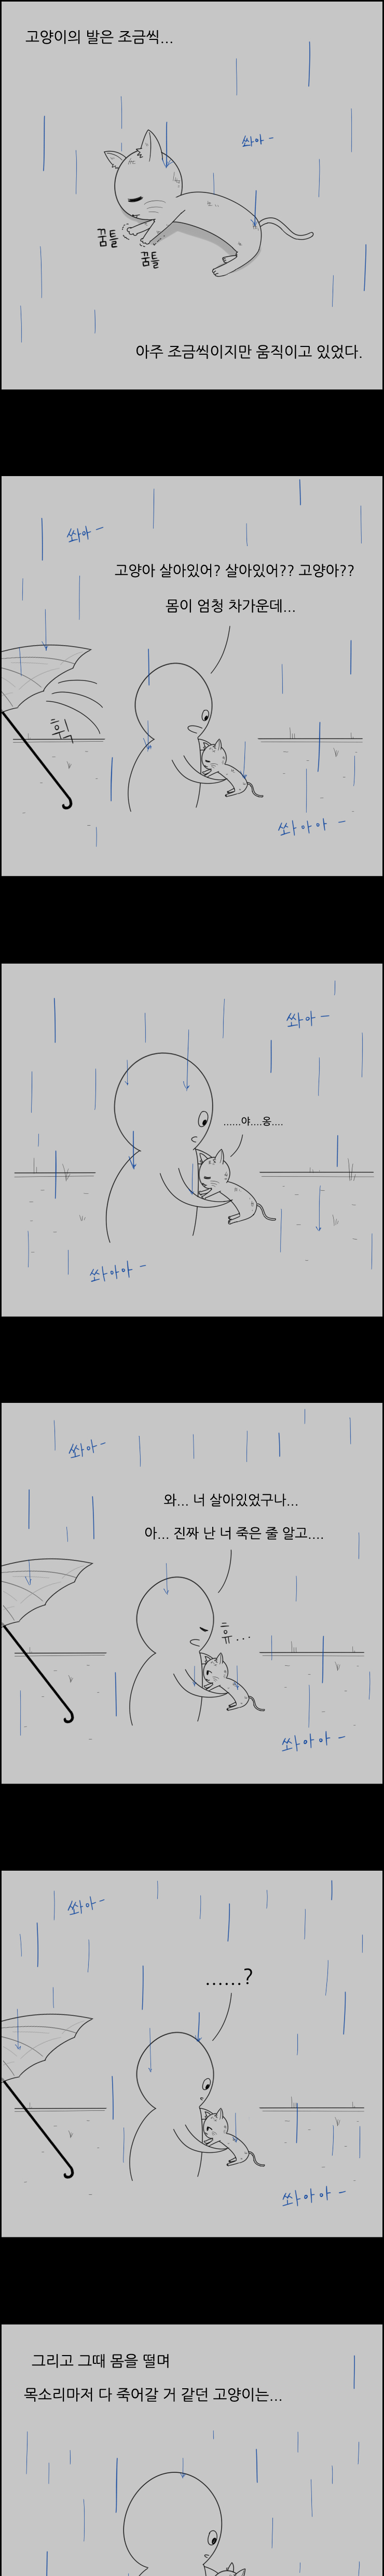 고양이의 발은 조금씩...
쏴아-
꿈틀
꿈틀
아주 조금씩이지만 움직이고 있었다.
쏴아-
고양아 살아있어? 살아있어?? 고양아??
몸이 엄청 차가운데...
휙
쏴아아-
쏴아-
......야....옹....
쏴아아-
쏴아-
와... 너 살아있었구나...
아... 진짜 난 너 죽은 줄 알고....
휴...
쏴아아-
쏴아-
......?
쏴아아-
그리고 그때 몸을 떨며
목소리마저 다 죽어갈 거 같던 고양이는...